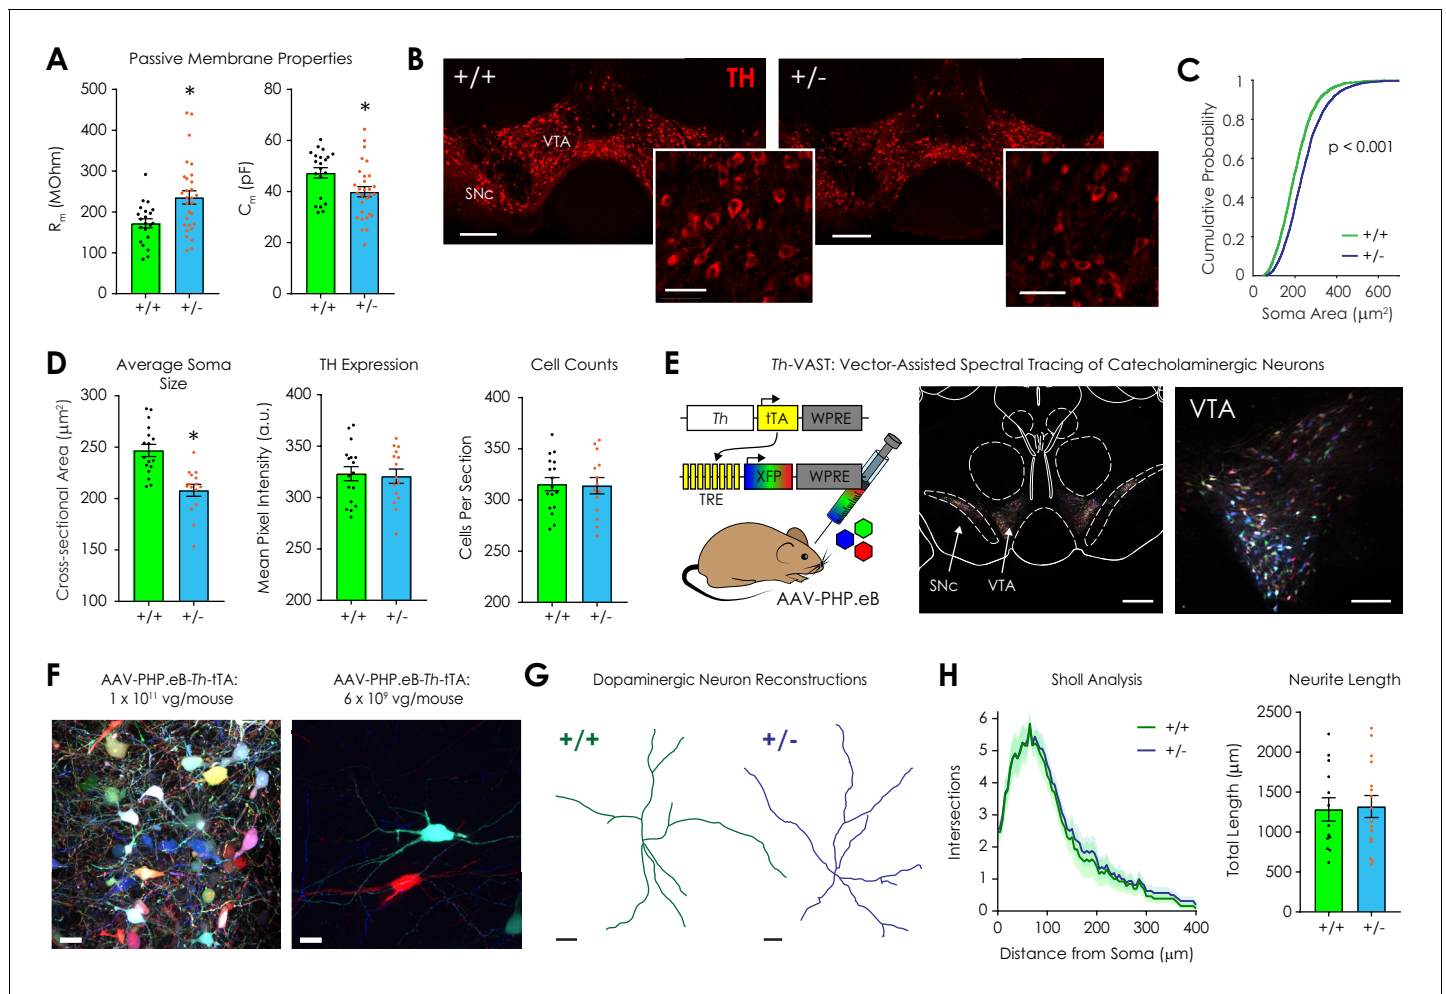 A
Passive Membrane Properties
Rm (MOhm)
500
400
300
200
100
0
*
+/+
+/-
Cm (pF)
80
60
40
20
0
*
+/+
+/-
B
+/+
TH
VTA
SNc
+/-
C
Cumulative Probability
1
0.8
0.6
0.4
0.2
0
p < 0.001
+/+
+/-
0
200
400
600
Soma Area (μm²)
D
Average Soma
Size
Cross-sectional Area (μm²)
300
250
200
150
100
*
+/+
+/-
TH Expression
Mean Pixel Intensity (a.u.)
400
350
300
250
200
+/+
+/-
Cell Counts
Cells Per Section
400
300
300
200
200
+/+
+/-
E
Th-VAST: Vector-Assisted Spectral Tracing of Catecholaminergic Neurons
Th
tTA
WPRE
XFP
WPRE
TRE
AAV-PHP.eB
SNc
VTA
VTA
F
AAV-PHP.eB-Th-tTA:
1 x 10¹¹ vg/mouse
AAV-PHP.eB-Th-tTA:
6 x 10⁹ vg/mouse
G
Dopaminergic Neuron Reconstructions
+/+
+/-
H
Sholl Analysis
Intersections
6
5
4
3
2
1
0
+/+
+/-
0
100
200
300
400
Distance from Soma (μm)
Neurite Length
Total Length (μm)
2500
2000
1500
1000
500
0
+/+
+/-